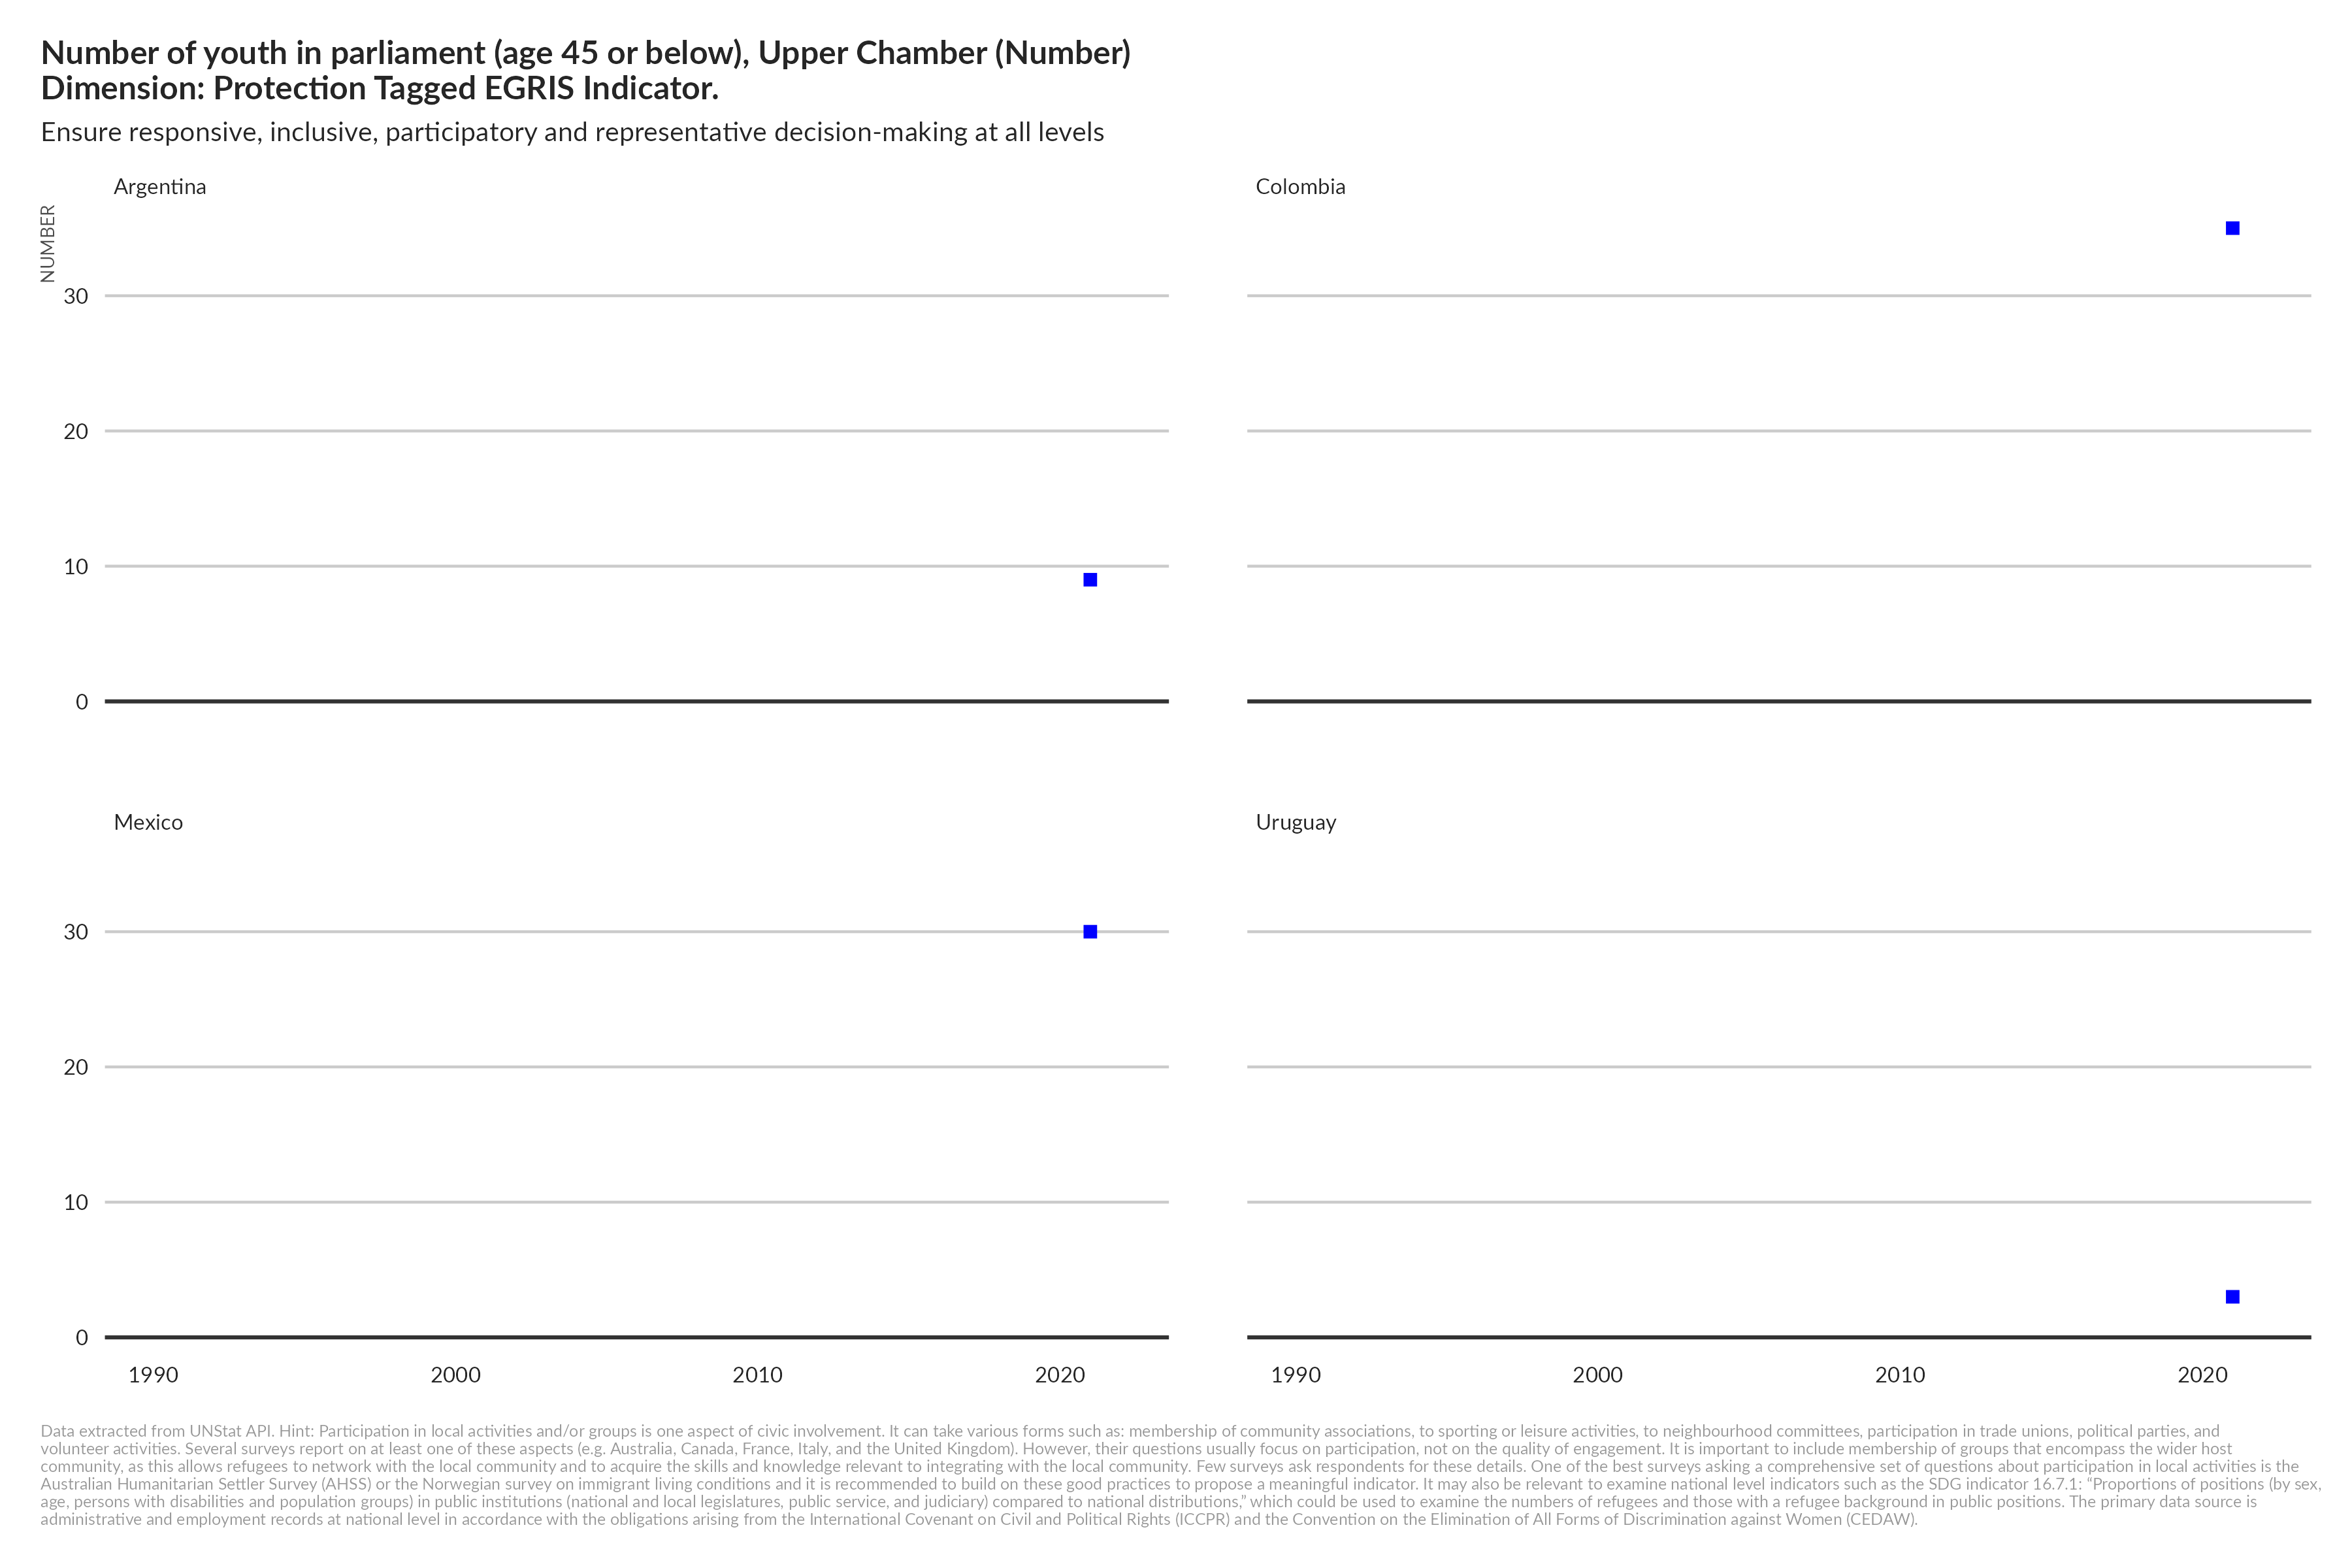 Number of youth in parliament (age 45 or below), Upper Chamber (Number)
Dimension: Protection Tagged EGRIS Indicator.
Ensure responsive, inclusive, participatory and representative decision-making at all levels
Argentina
Colombia
NUMBER
30
20
10
0
Mexico
Uruguay
30
20
10
0
1990 2000 2010 2020 1990 2000 2010 2020
Data extracted from UNStat API. Hint: Participation in local activities and/or groups is one aspect of civic involvement. It can take various forms such as: membership of community associations, to sporting or leisure activities, to neighbourhood committees, participation in trade unions, political parties, and
volunteer activities. Several surveys report on at least one of these aspects (e.g. Australia, Canada, France, Italy, and the United Kingdom). However, their questions usually focus on participation, not on the quality of engagement. It is important to include membership of groups that encompass the wider host
community, as this allows refugees to network with the local community and to acquire the skills and knowledge relevant to integrating with the local community. Few surveys ask respondents for these details. One of the best surveys asking a comprehensive set of questions about participation in local activities is the
Australian Humanitarian Settler Survey (AHSS) or the Norwegian survey on immigrant living conditions and it is recommended to build on these good practices to propose a meaningful indicator. It may also be relevant to examine national level indicators such as the SDG indicator 16.7.1: “Proportions of positions (by sex,
age, persons with disabilities and population groups) in public institutions (national and local legislatures, public service, and judiciary) compared to national distributions,” which could be used to examine the numbers of refugees and those with a refugee background in public positions. The primary data source is
administrative and employment records at national level in accordance with the obligations arising from the International Covenant on Civil and Political Rights (ICCPR) and the Convention on the Elimination of All Forms of Discrimination against Women (CEDAW).